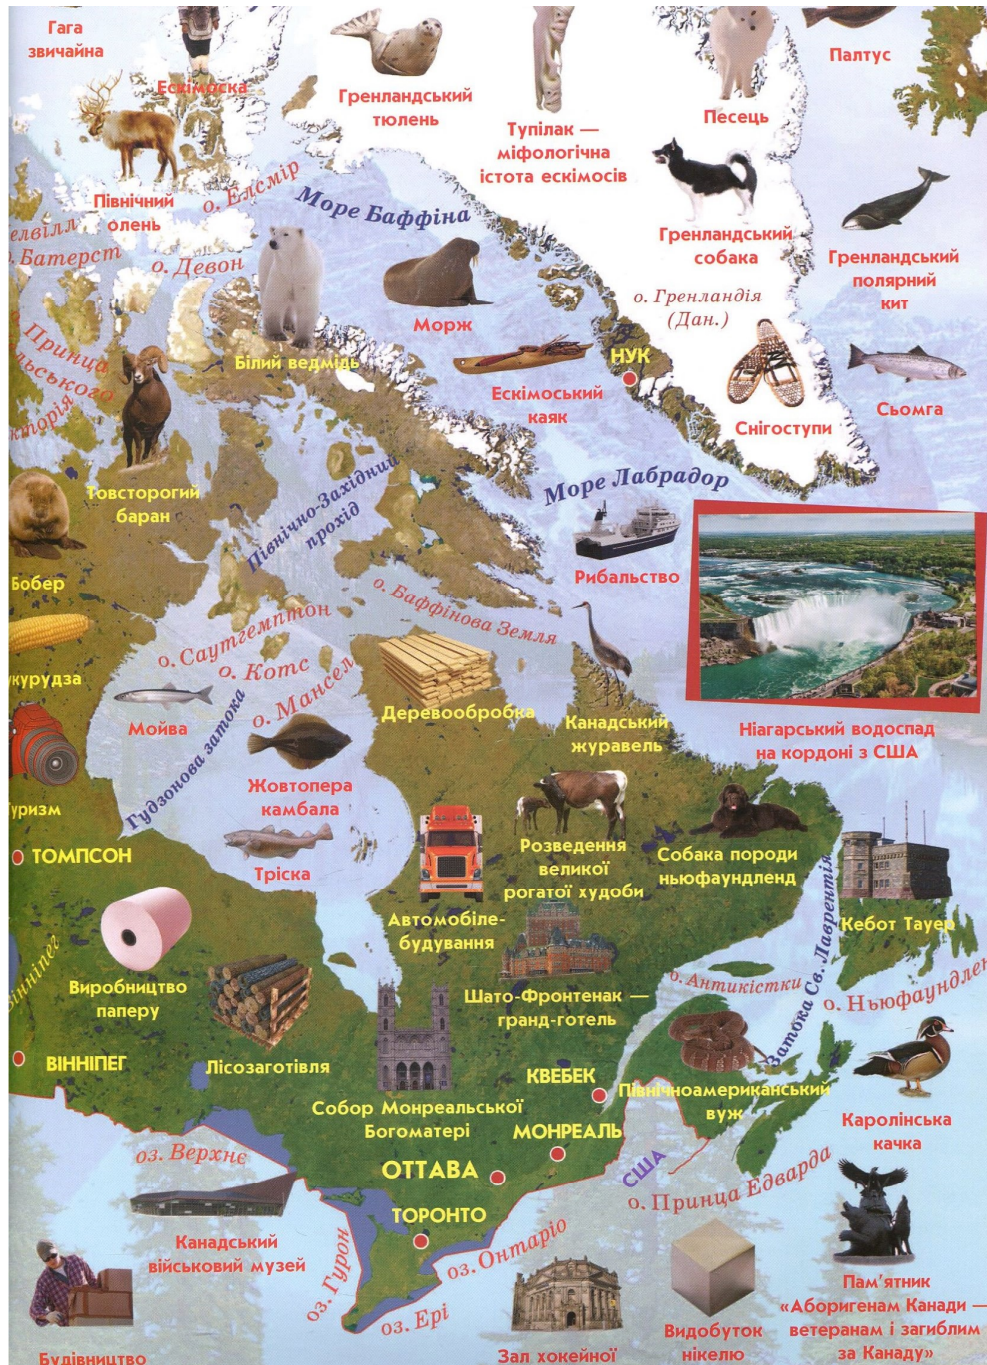 Гага
звичайна
Ескімоска
Гренландський
тюлень
Тупілак —
міфологічна
істота ескімосів
Песець
Палтус
Північний
олень
о. Елсмір
Море Баффіна
Гренландський
собака
Гренландський
полярний
кит
о. Батерст
о. Девон
Морж
о. Гренландія
(Дан.)
Білий ведмідь
Ескімоський
каяк
НУК
Снігоступи
Сьомга
Принца
Товсторогий
баран
Північно-Західний
прохід
Море Лабрадор
Рибальство
Бобер
о. Баффінова Земля
о. Саутгемптон
о. Котс
о. Мансел
Мойва
Гудзонова затока
Деревообробка
Канадський
журавель
Ніагарський водоспад
на кордоні з США
Жовтопера
камбала
Тріска
ТОМПСОН
Автомобіле-
будування
Розведення
великої
рогатої худоби
Собака породи
ньюфаундленд
Затока Св. Лаврентія
Кебот Тауер
Виробництво
паперу
Лісозаготівля
Шато-Фронтенак —
гранд-готель
о. Антикістки
ВІННІПЕГ
Собор Монреальської
Богоматері
КВЕБЕК
МОНРЕАЛЬ
Північноамериканський
вуж
Каролінська
качка
оз. Верхнє
ОТТАВА
США
о. Принца Едварда
ТОРОНТО
Канадський
військовий музей
оз. Гурон
оз. Онтаріо
оз. Ері
Будівництво
Зал хокейної
Видобуток
нікелю
Пам’ятник
«Аборигенам Канади —
ветеранам і загиблим
за Канаду»